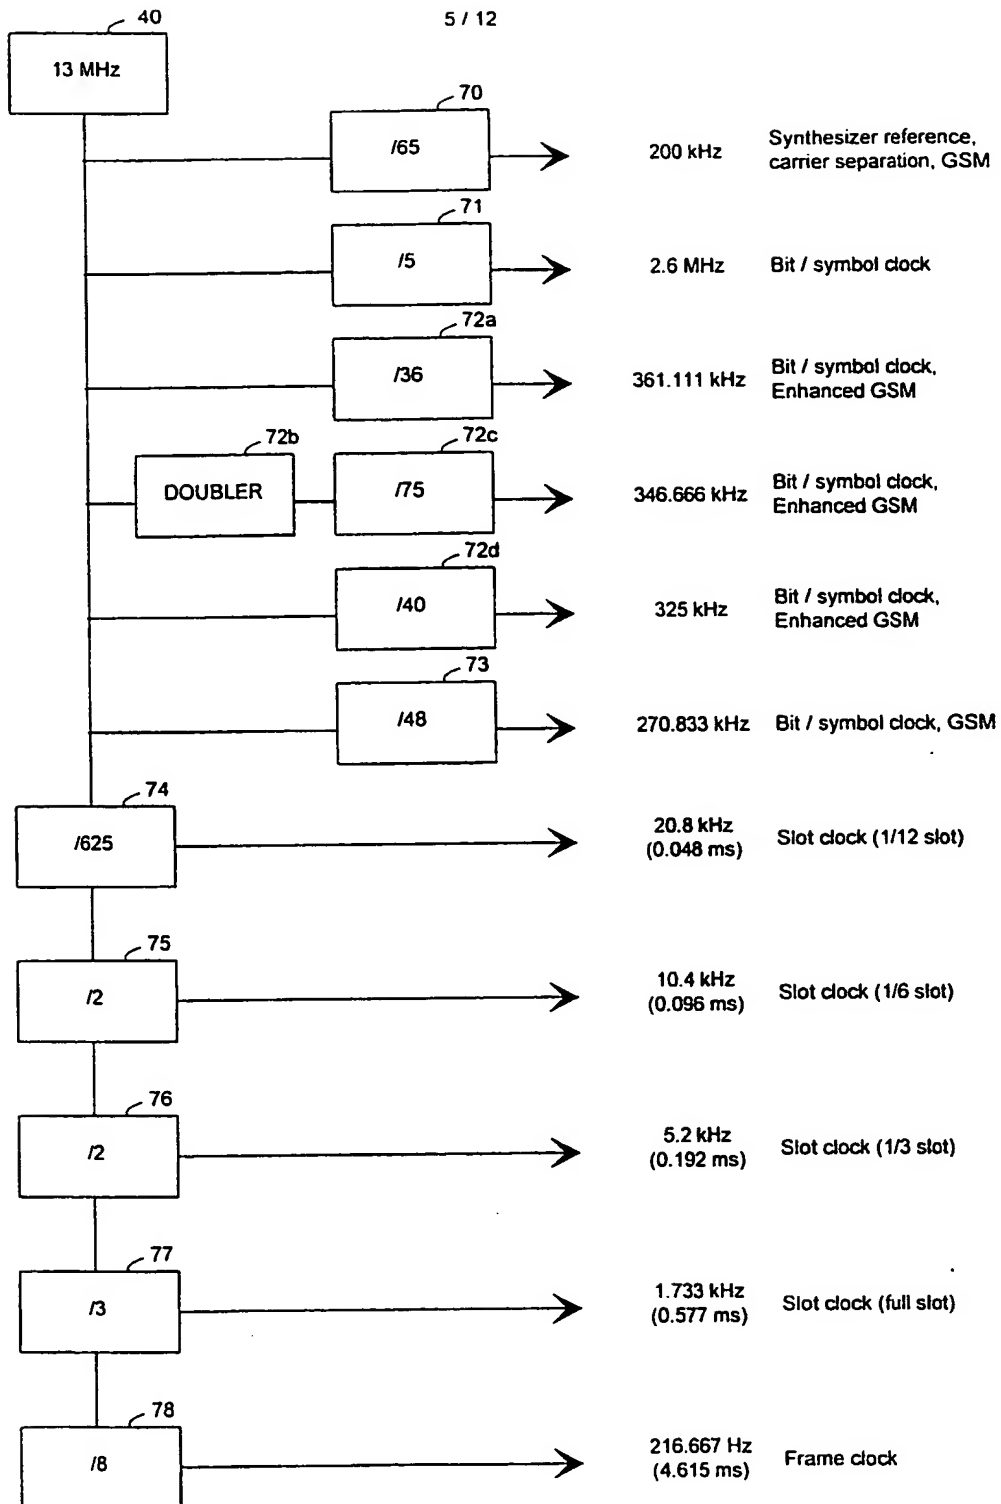 40
5 / 12
13 MHz
70
/65
200 kHz
Synthesizer reference,
carrier separation, GSM
71
/5
2.6 MHz
Bit / symbol clock
72a
/36
361.111 kHz
Bit / symbol clock,
Enhanced GSM
72b
DOUBLER
72c
/75
346.666 kHz
Bit / symbol clock,
Enhanced GSM
72d
/40
325 kHz
Bit / symbol clock,
Enhanced GSM
73
/48
270.833 kHz
Bit / symbol clock, GSM
74
/625
20.8 kHz
(0.048 ms)
Slot clock (1/12 slot)
75
/2
10.4 kHz
(0.096 ms)
Slot clock (1/6 slot)
76
/2
5.2 kHz
(0.192 ms)
Slot clock (1/3 slot)
77
/3
1.733 kHz
(0.577 ms)
Slot clock (full slot)
78
/8
216.667 Hz
(4.615 ms)
Frame clock